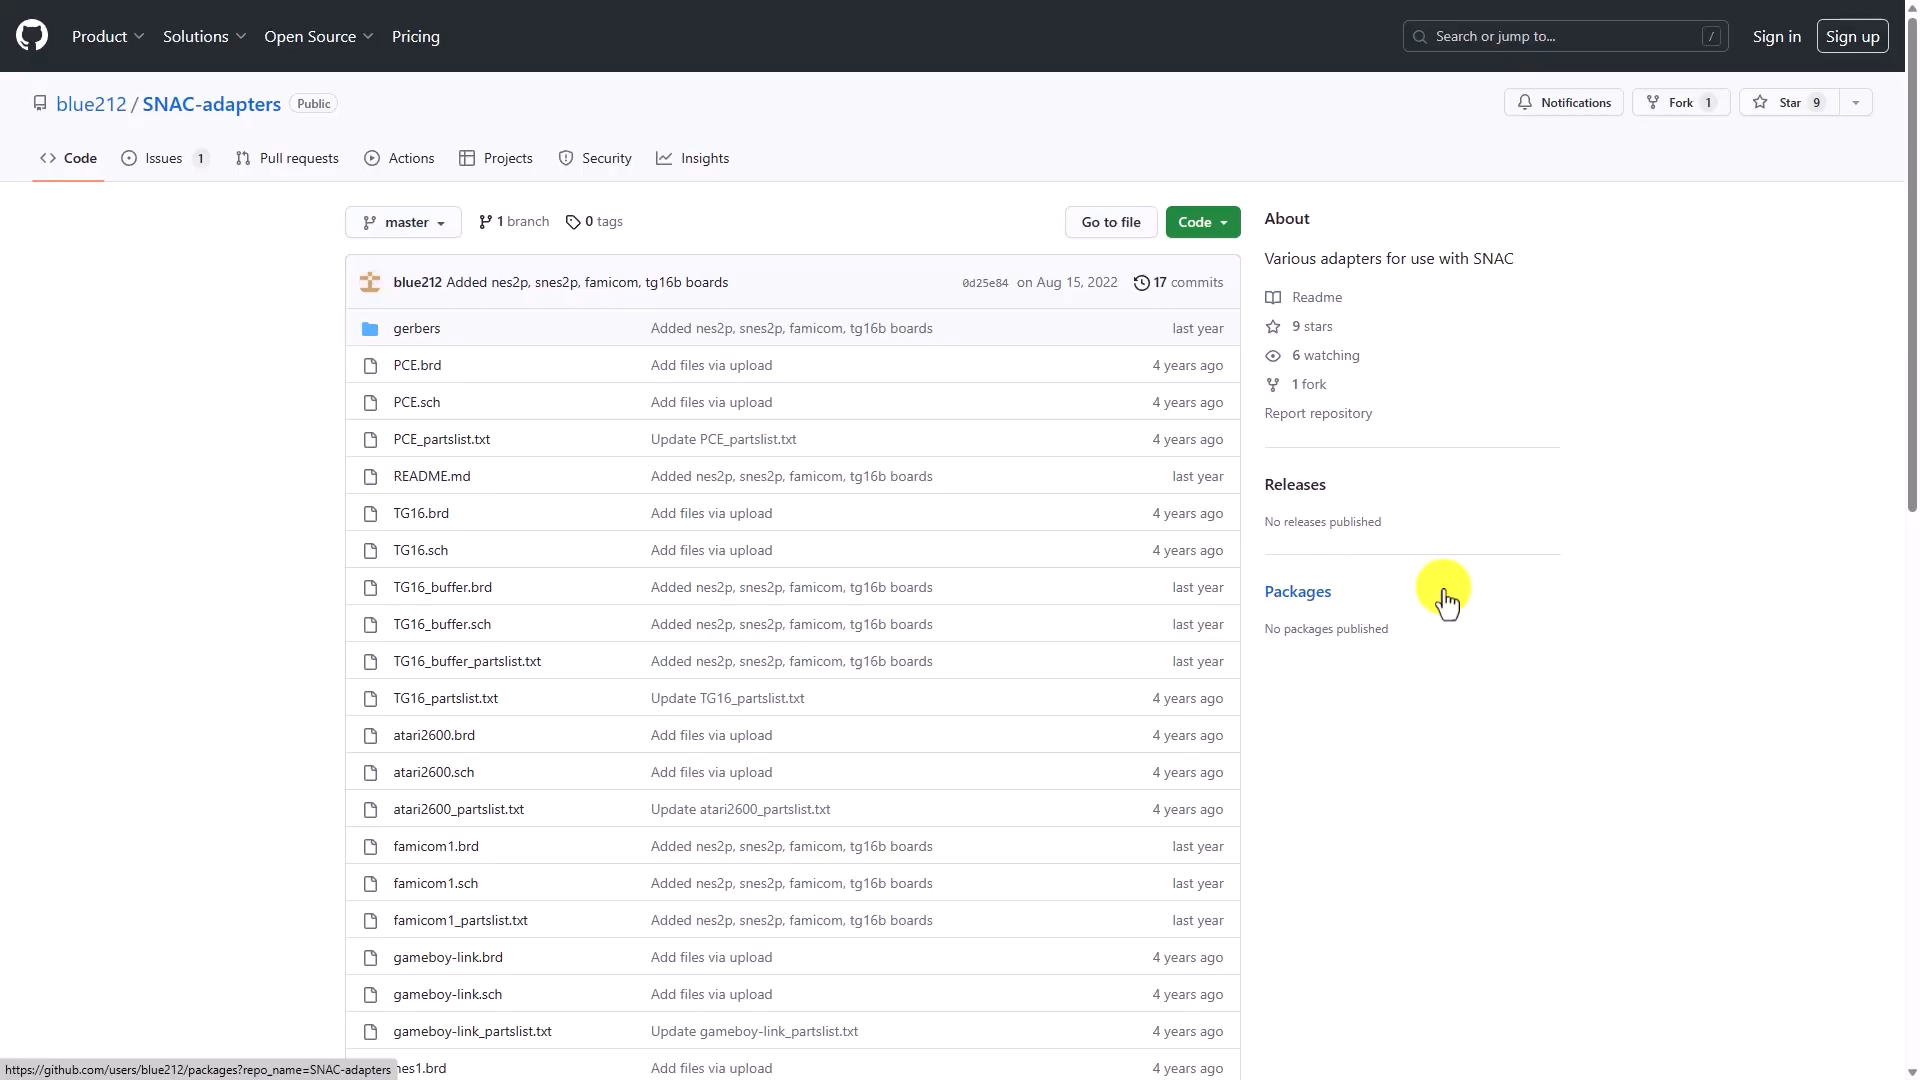 Product Solutions Open Source Pricing Search or jump to... / Sign in Sign up
blue212 / SNAC-adapters Public Notifications Fork 1 Star 9
Code Issues 1 Pull requests Actions Projects Security Insights
master 1 branch 0 tags Go to file Code
blue212 Added nes2p, snes2p, famicom, tg16b boards 0d25e84 on Aug 15, 2022 17 commits
gerbers Added nes2p, snes2p, famicom, tg16b boards last year
PCE.brd Add files via upload 4 years ago
PCE.sch Add files via upload 4 years ago
PCE_partslist.txt Update PCE_partslist.txt 4 years ago
README.md Added nes2p, snes2p, famicom, tg16b boards last year
TG16.brd Add files via upload 4 years ago
TG16.sch Add files via upload 4 years ago
TG16_buffer.brd Added nes2p, snes2p, famicom, tg16b boards last year
TG16_buffer.sch Added nes2p, snes2p, famicom, tg16b boards last year
TG16_buffer_partslist.txt Added nes2p, snes2p, famicom, tg16b boards last year
TG16_partslist.txt Update TG16_partslist.txt 4 years ago
atari2600.brd Add files via upload 4 years ago
atari2600.sch Add files via upload 4 years ago
atari2600_partslist.txt Update atari2600_partslist.txt 4 years ago
famicom1.brd Added nes2p, snes2p, famicom, tg16b boards last year
famicom1.sch Added nes2p, snes2p, famicom, tg16b boards last year
famicom1_partslist.txt Added nes2p, snes2p, famicom, tg16b boards last year
gameboy-link.brd Add files via upload 4 years ago
gameboy-link.sch Add files via upload 4 years ago
gameboy-link_partslist.txt Update gameboy-link_partslist.txt 4 years ago
nes1.brd Add files via upload 4 years ago
About
Various adapters for use with SNAC
Readme
9 stars
6 watching
1 fork
Report repository
Releases
No releases published
Packages
No packages published
https://github.com/users/blue212/packages?repo_name=SNAC-adapters